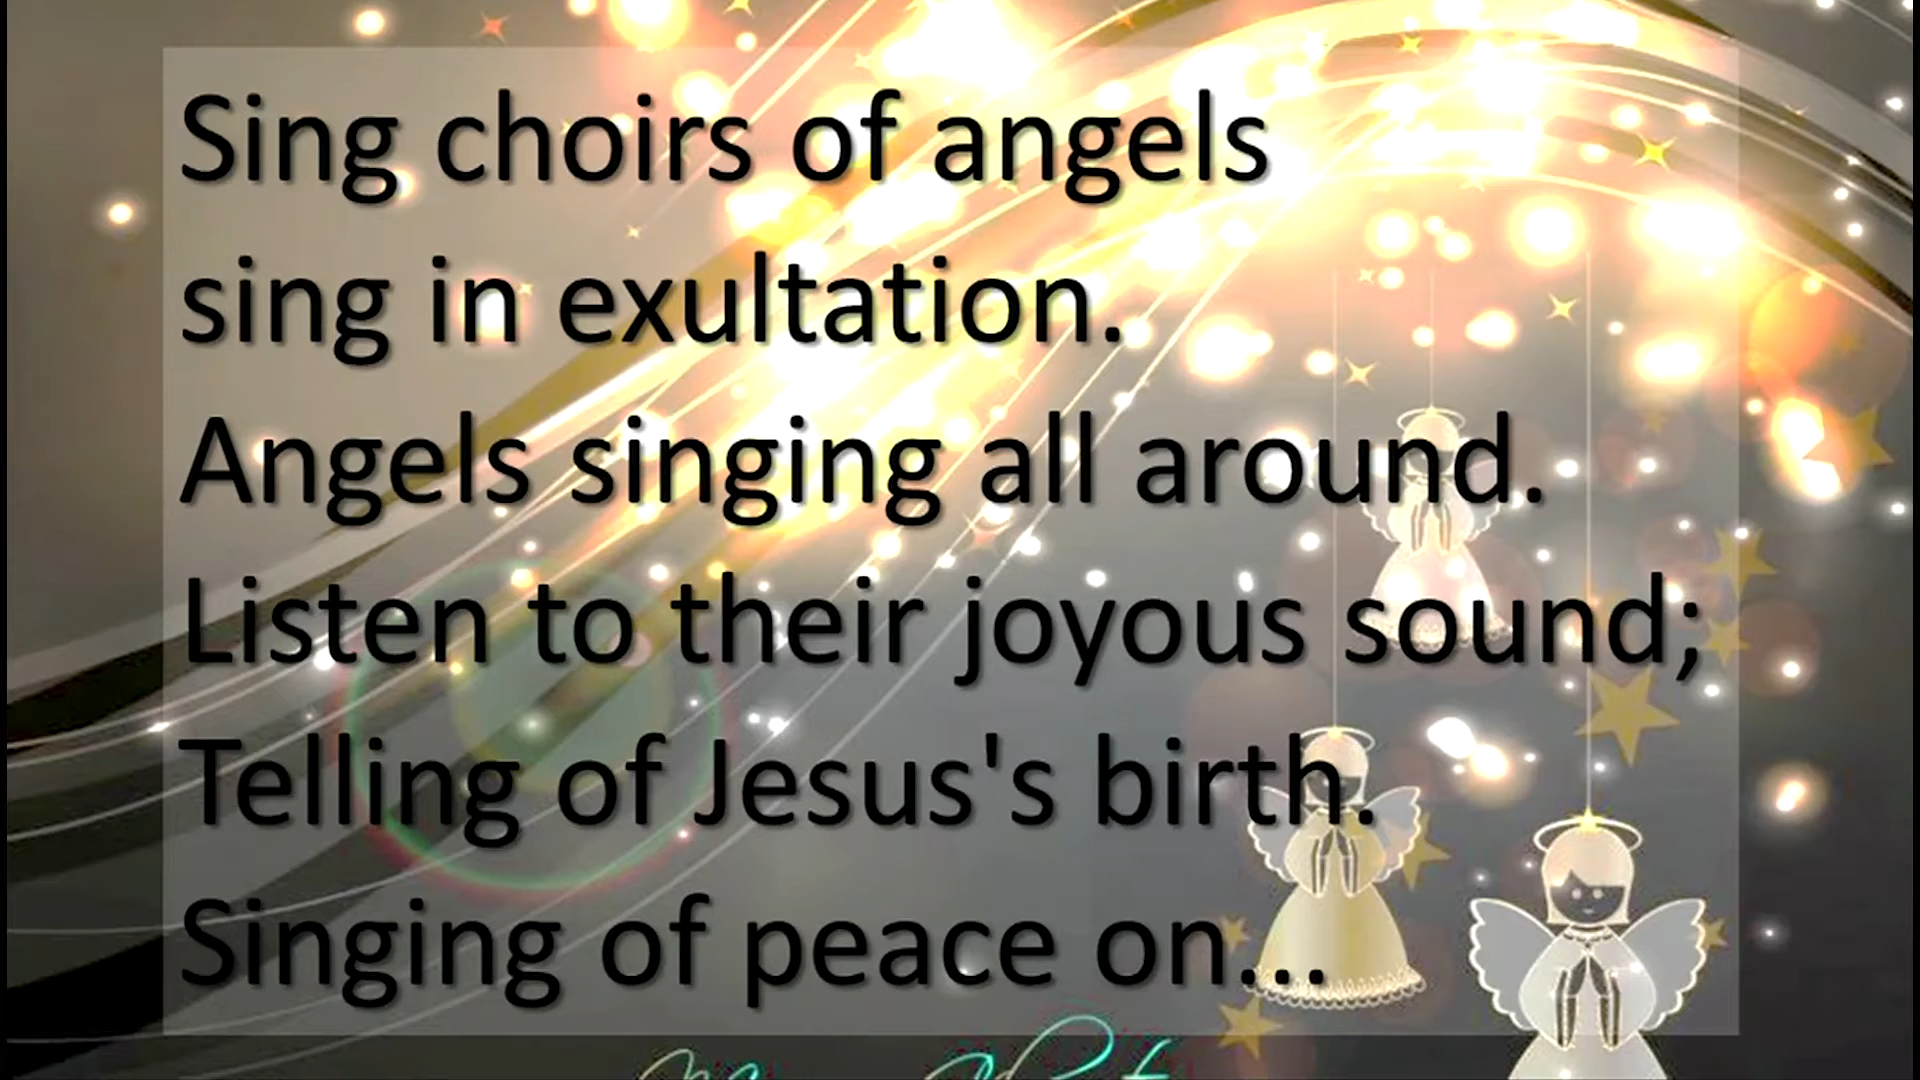 Sing choirs of angels
sing in exultation.
Angels singing all around.
Listen to their joyous sound;
Telling of Jesus's birth.
Singing of peace on...